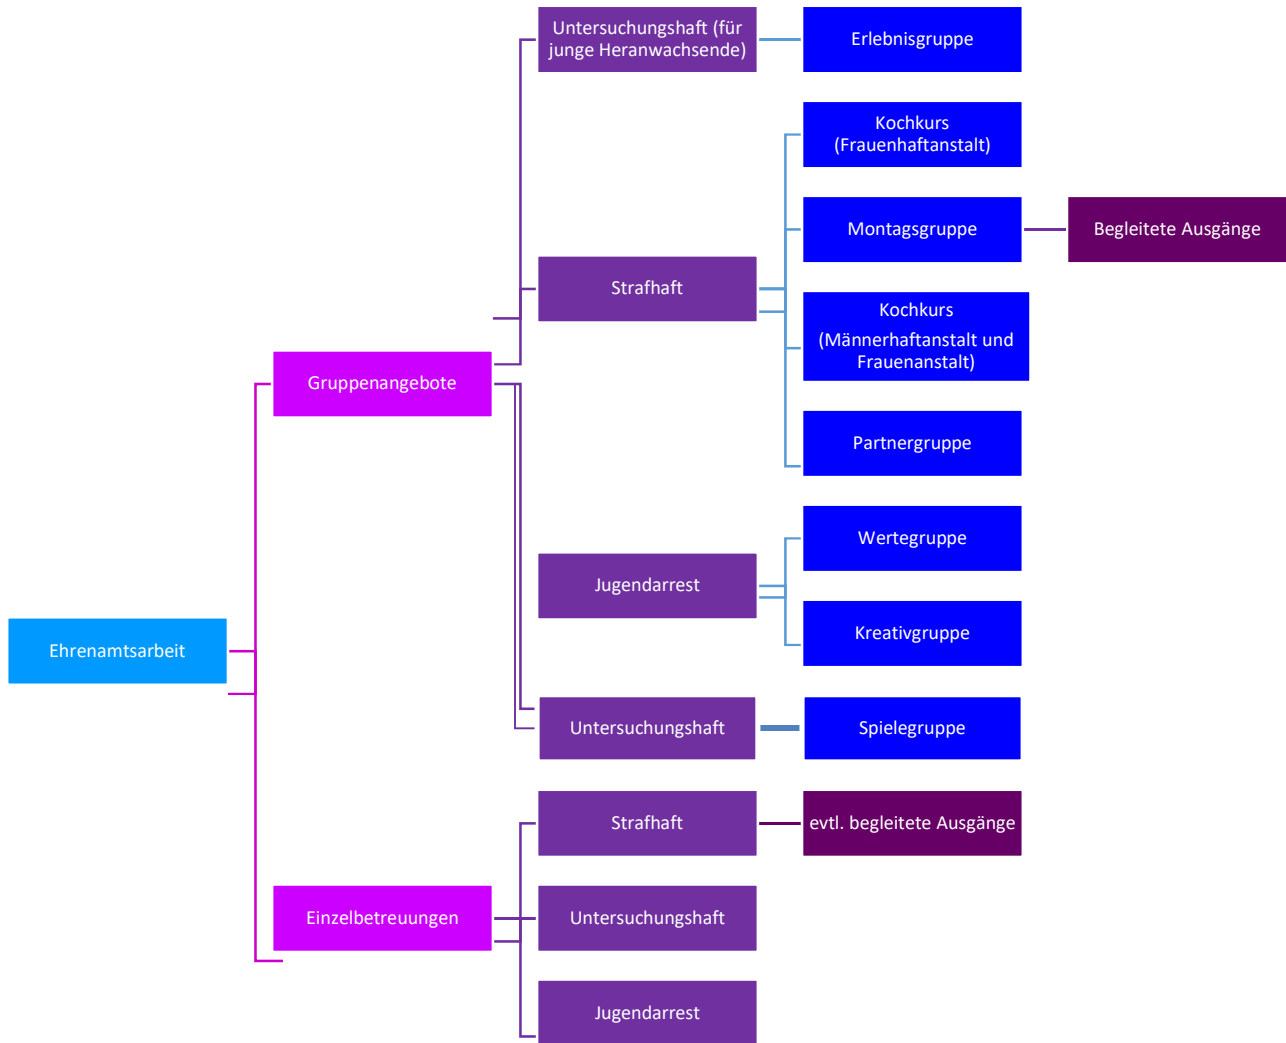 Untersuchungshaft (für
junge Heranwachsende)
Erlebnisgruppe
Kochkurs
(Frauenhaftanstalt)
Montagsgruppe
Begleitete Ausgänge
Strafhaft
Kochkurs
(Männerhaftanstalt und
Frauenanstalt)
Gruppenangebote
Partnergruppe
Wertegruppe
Jugendarrest
Kreativgruppe
Ehrenamtsarbeit
Untersuchungshaft
Spielegruppe
Strafhaft
evtl. begleitete Ausgänge
Einzelbetreuungen
Untersuchungshaft
Jugendarrest